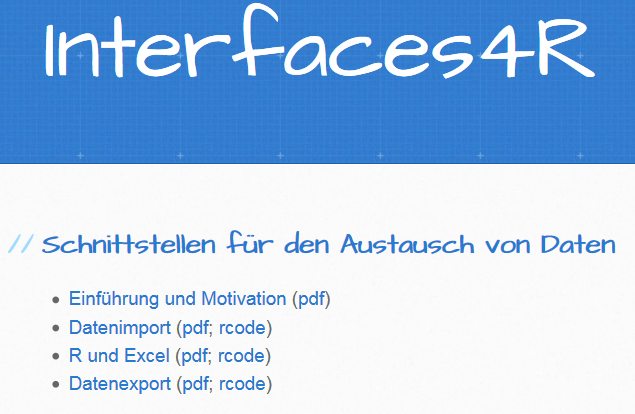 Interfaces4R
// Schnittstellen für den Austausch von Daten
Einführung und Motivation (pdf)
Datenimport (pdf; rcode)
R und Excel (pdf; rcode)
Datenexport (pdf; rcode)